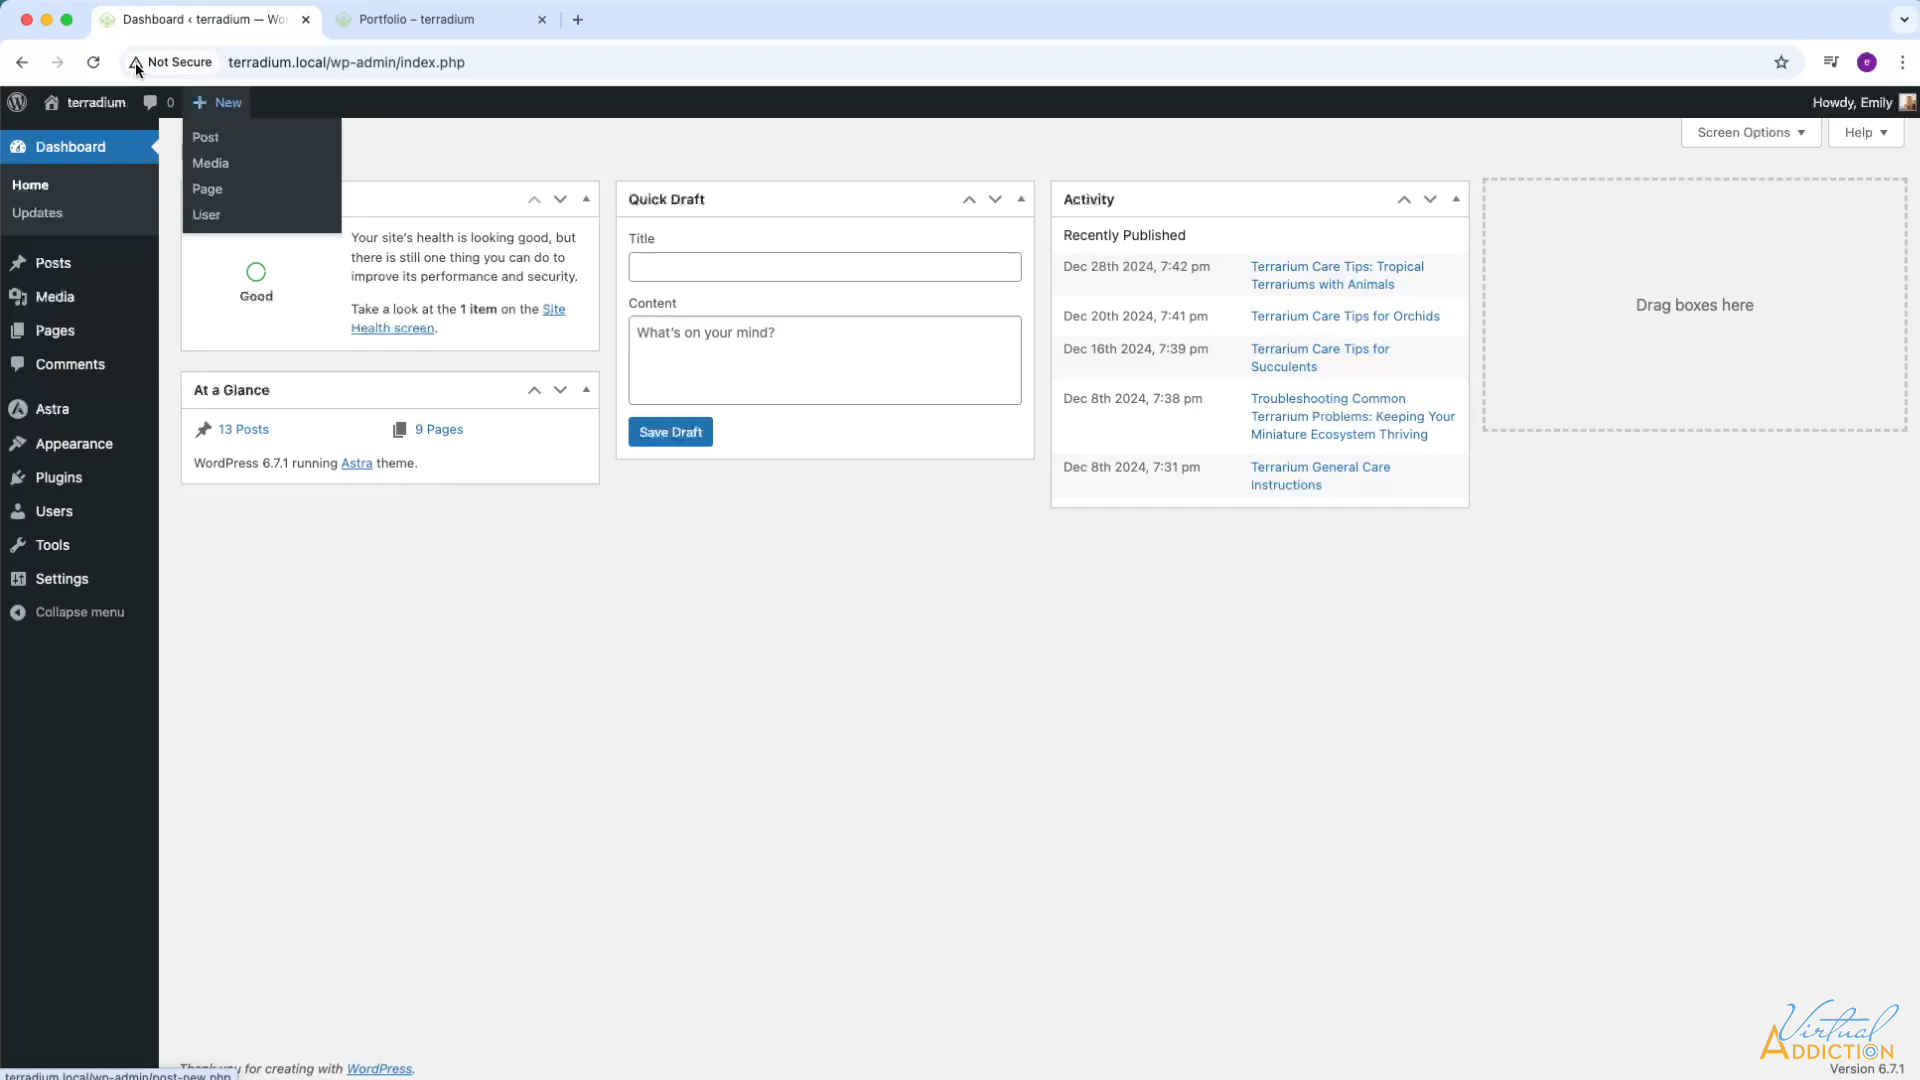 Dashboard ‹ terradium — Wo
Portfolio – terradium
Not Secure
terradium.local/wp-admin/index.php
e
terradium
0
New
Howdy, Emily
Post
Media
Page
User
Screen Options
Help
Dashboard
Home
Updates
Posts
Media
Pages
Comments
Astra
Appearance
Plugins
Users
Tools
Settings
Collapse menu
Good
Your site's health is looking good, but
there is still one thing you can do to
improve its performance and security.
Take a look at the 1 item on the Site
Health screen.
At a Glance
13 Posts
9 Pages
WordPress 6.7.1 running Astra theme.
Quick Draft
Title
Content
What's on your mind?
Save Draft
Activity
Recently Published
Dec 28th 2024, 7:42 pm
Terrarium Care Tips: Tropical
Terrariums with Animals
Dec 20th 2024, 7:41 pm
Terrarium Care Tips for Orchids
Dec 16th 2024, 7:39 pm
Terrarium Care Tips for
Succulents
Dec 8th 2024, 7:38 pm
Troubleshooting Common
Terrarium Problems: Keeping Your
Miniature Ecosystem Thriving
Dec 8th 2024, 7:31 pm
Terrarium General Care
Instructions
Drag boxes here
Thank you for creating with WordPress.
terradium.local/wp-admin/post-new.php
Virtual
ADDICTION
Version 6.7.1